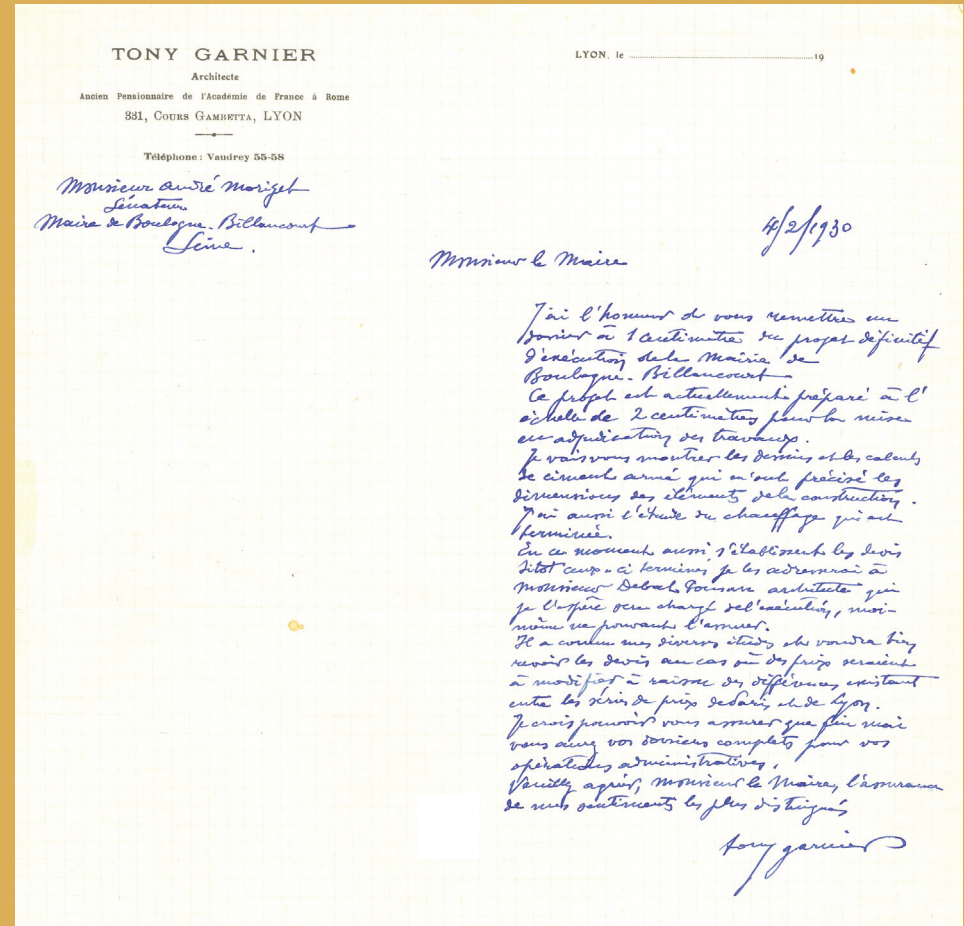 TONY GARNIER
Architecte
Ancien Pensionnaire de l'Académie de France à Rome
331, COURS GAMBETTA, LYON
Téléphone : Vaudrey 55-58
LYON, le 19
Monsieur André Morizet
Sénateur
Maire de Boulogne-Billancourt
Seine.
4/2/1930
Monsieur le Maire
J'ai l'honneur de vous remettre un
dossier à 1 centimètre du projet définitif
d'exécution de la Mairie de
Boulogne-Billancourt
Ce projet est actuellement préparé à l'
échelle de 2 centimètres pour la mise
en adjudication des travaux.
Je vais vous montrer les dessins et les calculs
de ciment armé qui m'ont précisé les
dimensions des éléments de la construction.
J'ai aussi l'étude du chauffage qui est
terminée.
En ce moment aussi s'établissent les devis
sitôt ceux-ci terminés je les adresserai à
Monsieur Debat Ponsan architecte qui
je l'espère sera chargé de l'exécution, moi-
même ne pouvant l'assurer.
Il a connu mes diverses études et voudra bien
revoir les devis au cas où des prix seraient
à modifier à raison des différences existant
entre les séries de prix de Paris et de Lyon.
Je crois pouvoir vous assurer que fin mai
vous aurez vos dossiers complets pour vos
opérations administratives.
Veuillez agréer, Monsieur le Maire, l'assurance
de mes sentiments les plus distingués
tony garnier